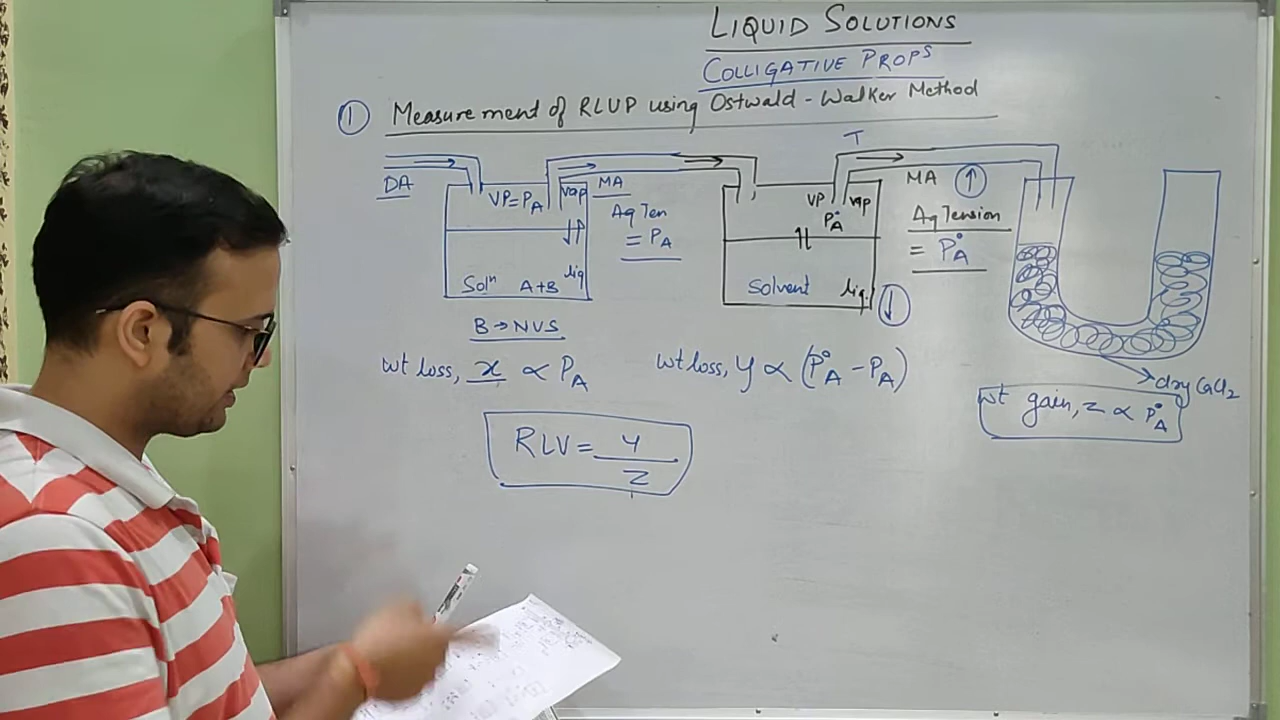 LIQUID SOLUTIONS
COLLIGATIVE PROPS
① Measurement of RLVP using Ostwald - Walker Method
DA
VP = PA
vap
MA
Aq Ten
= PA
Solⁿ A+B
liq
B → NVS
T
VP
P°A
vap
Solvent
liq.
↓
MA ↑
Aq Tension
= P°A
dry CaCl2
wt loss, x ∝ PA
wt loss, y ∝ (P°A - PA)
wt gain, z ∝ P°A
RLV = y/z